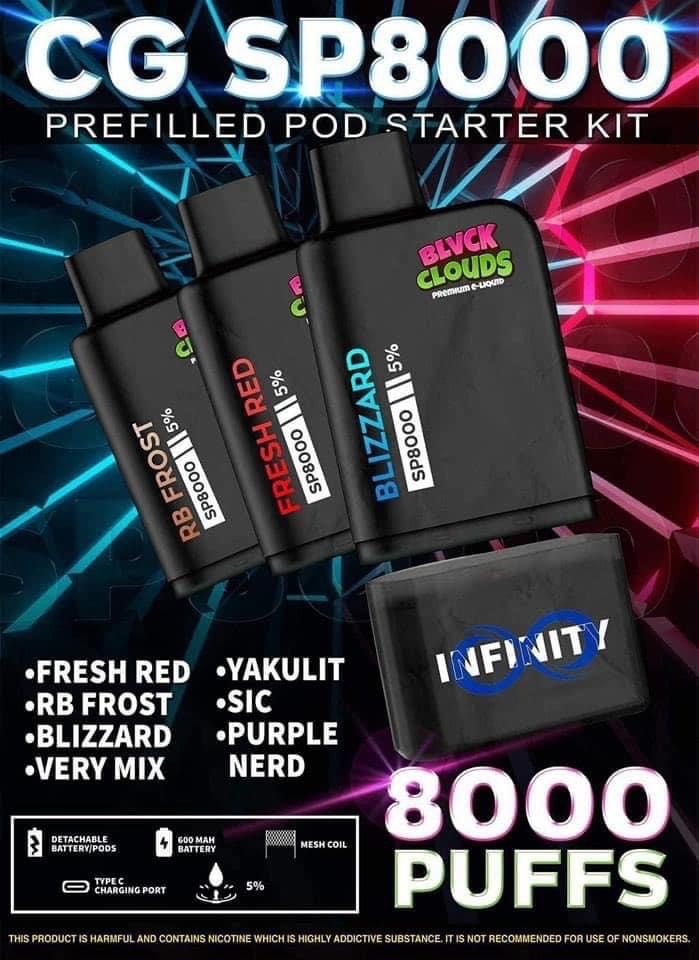 CG SP8000
PREFILLED POD STARTER KIT
BLVCK
CLOUDS
PREMIUM E-LIQUID
RB FROST
SP8000 5%
FRESH RED
SP8000 5%
BLIZZARD
SP8000 5%
INFINITY
•FRESH RED
•RB FROST
•BLIZZARD
•VERY MIX
•YAKULIT
•SIC
•PURPLE
NERD
8000
PUFFS
DETACHABLE
BATTERY/PODS
600 MAH
BATTERY
MESH COIL
TYPE C
CHARGING PORT
5%
THIS PRODUCT IS HARMFUL AND CONTAINS NICOTINE WHICH IS HIGHLY ADDICTIVE SUBSTANCE. IT IS NOT RECOMMENDED FOR USE OF NONSMOKERS.